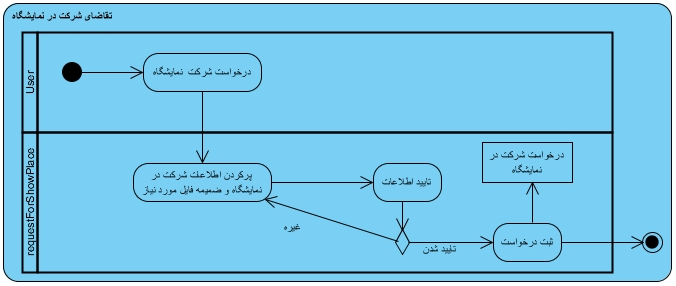 تقاضای شرکت در نمایشگاه
User
درخواست شرکت نمایشگاه
requestForShowPlace
پرکردن اطلاعات شرکت در
نمایشگاه و ضمیمه فایل مورد نیاز
تایید اطلاعات
درخواست شرکت در
نمایشگاه
غیره
تایید شدن
ثبت درخواست